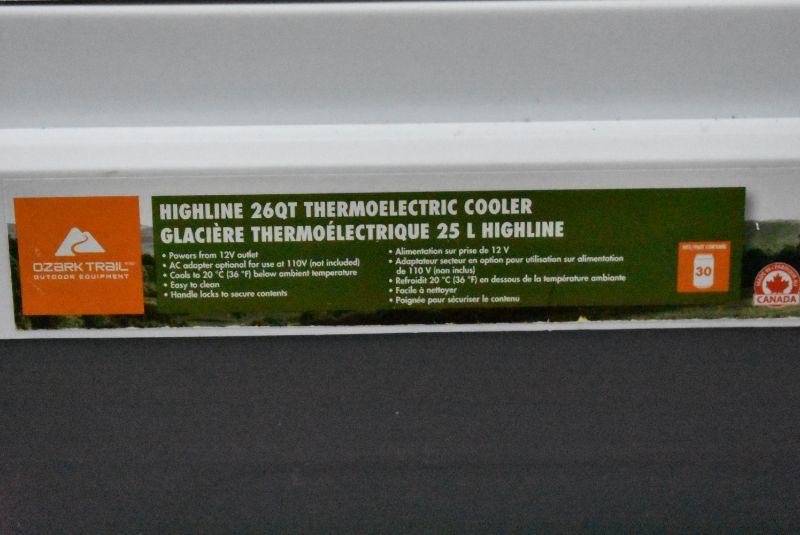 OZARK TRAIL
OUTDOOR EQUIPMENT
HIGHLINE 26QT THERMOELECTRIC COOLER
GLACIÈRE THERMOÉLECTRIQUE 25 L HIGHLINE
• Powers from 12V outlet
• AC adapter optional for use at 110V (not included)
• Cools to 20 °C (36 °F) below ambient temperature
• Easy to clean
• Handle locks to secure contents
• Alimentation sur prise de 12 V
• Adaptateur secteur en option pour utilisation sur alimentation
de 110 V (non inclus)
• Refroidit 20 °C (36 °F) en dessous de la température ambiante
• Facile à nettoyer
• Poignée pour sécuriser le contenu
30
CANADA